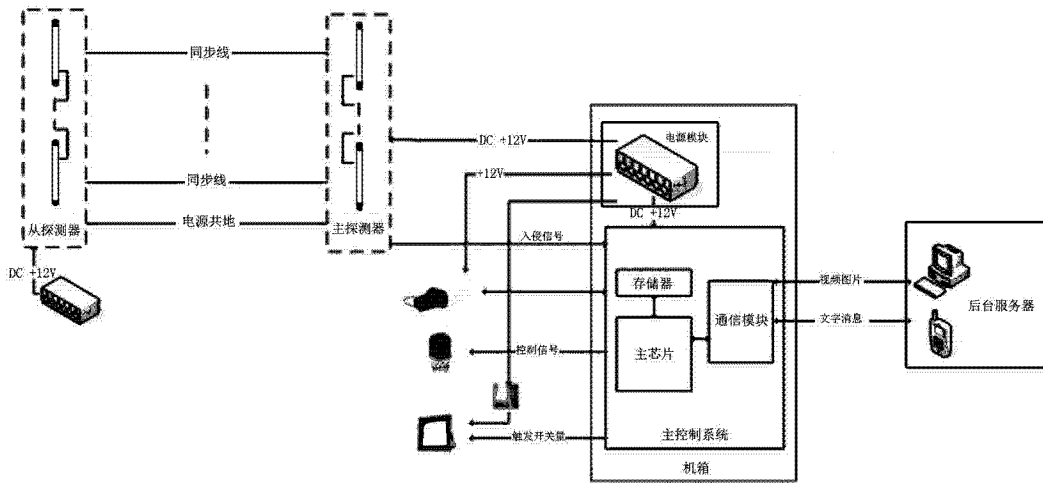 同步线
同步线
电源共地
从探测器
主探测器
DC +12V
DC +12V
+12V
电源模块
DC +12V
入侵信号
存储器
通信模块
主芯片
控制信号
触发开关量
主控制系统
机箱
视频图片
文字消息
后台服务器